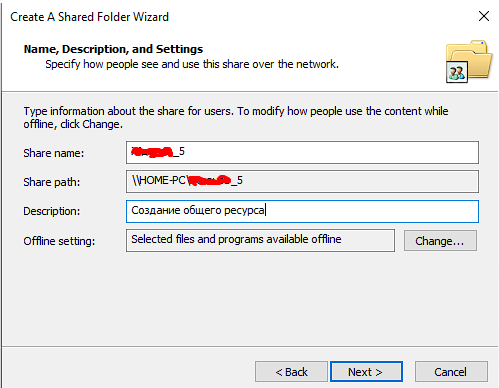 Create A Shared Folder Wizard
Name, Description, and Settings
Specify how people see and use this share over the network.
Type information about the share for users. To modify how people use the content while
offline, click Change.
Share name:
_5
Share path:
\\HOME-PC\ _5
Description:
Создание общего ресурса
Offline setting:
Selected files and programs available offline
Change...
< Back
Next >
Cancel